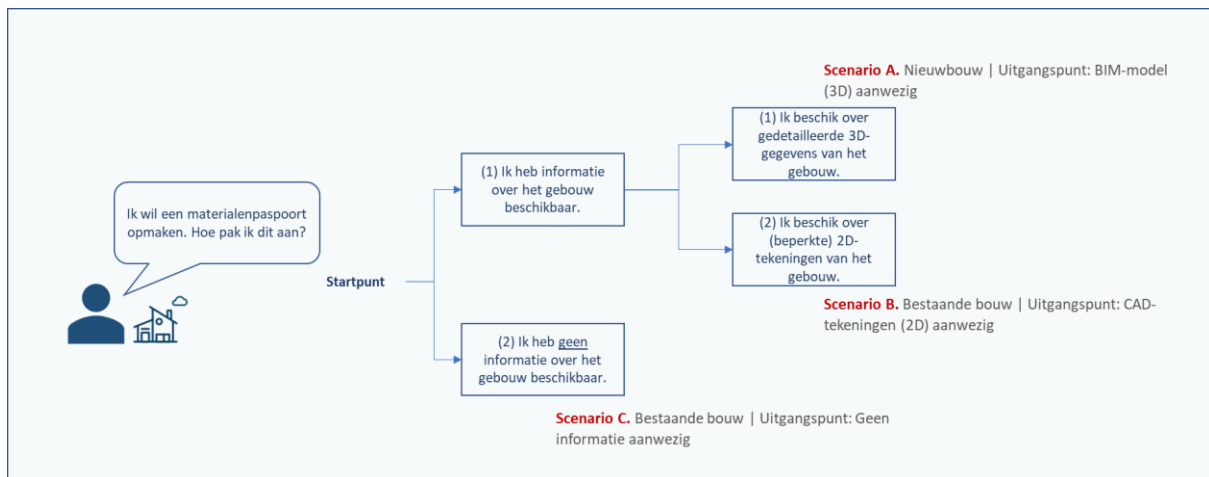 Scenario A. Nieuwbouw | Uitgangspunt: BIM-model
(3D) aanwezig
(1) Ik beschik over
gedetailleerde 3D-
gegevens van het
gebouw.
(1) Ik heb informatie
over het gebouw
beschikbaar.
Ik wil een materialenpaspoort
opmaken. Hoe pak ik dit aan?
(2) Ik beschik over
(beperkte) 2D-
tekeningen van het
gebouw.
Startpunt
Scenario B. Bestaande bouw | Uitgangspunt: CAD-
tekeningen (2D) aanwezig
(2) Ik heb geen
informatie over het
gebouw beschikbaar.
Scenario C. Bestaande bouw | Uitgangspunt: Geen
informatie aanwezig